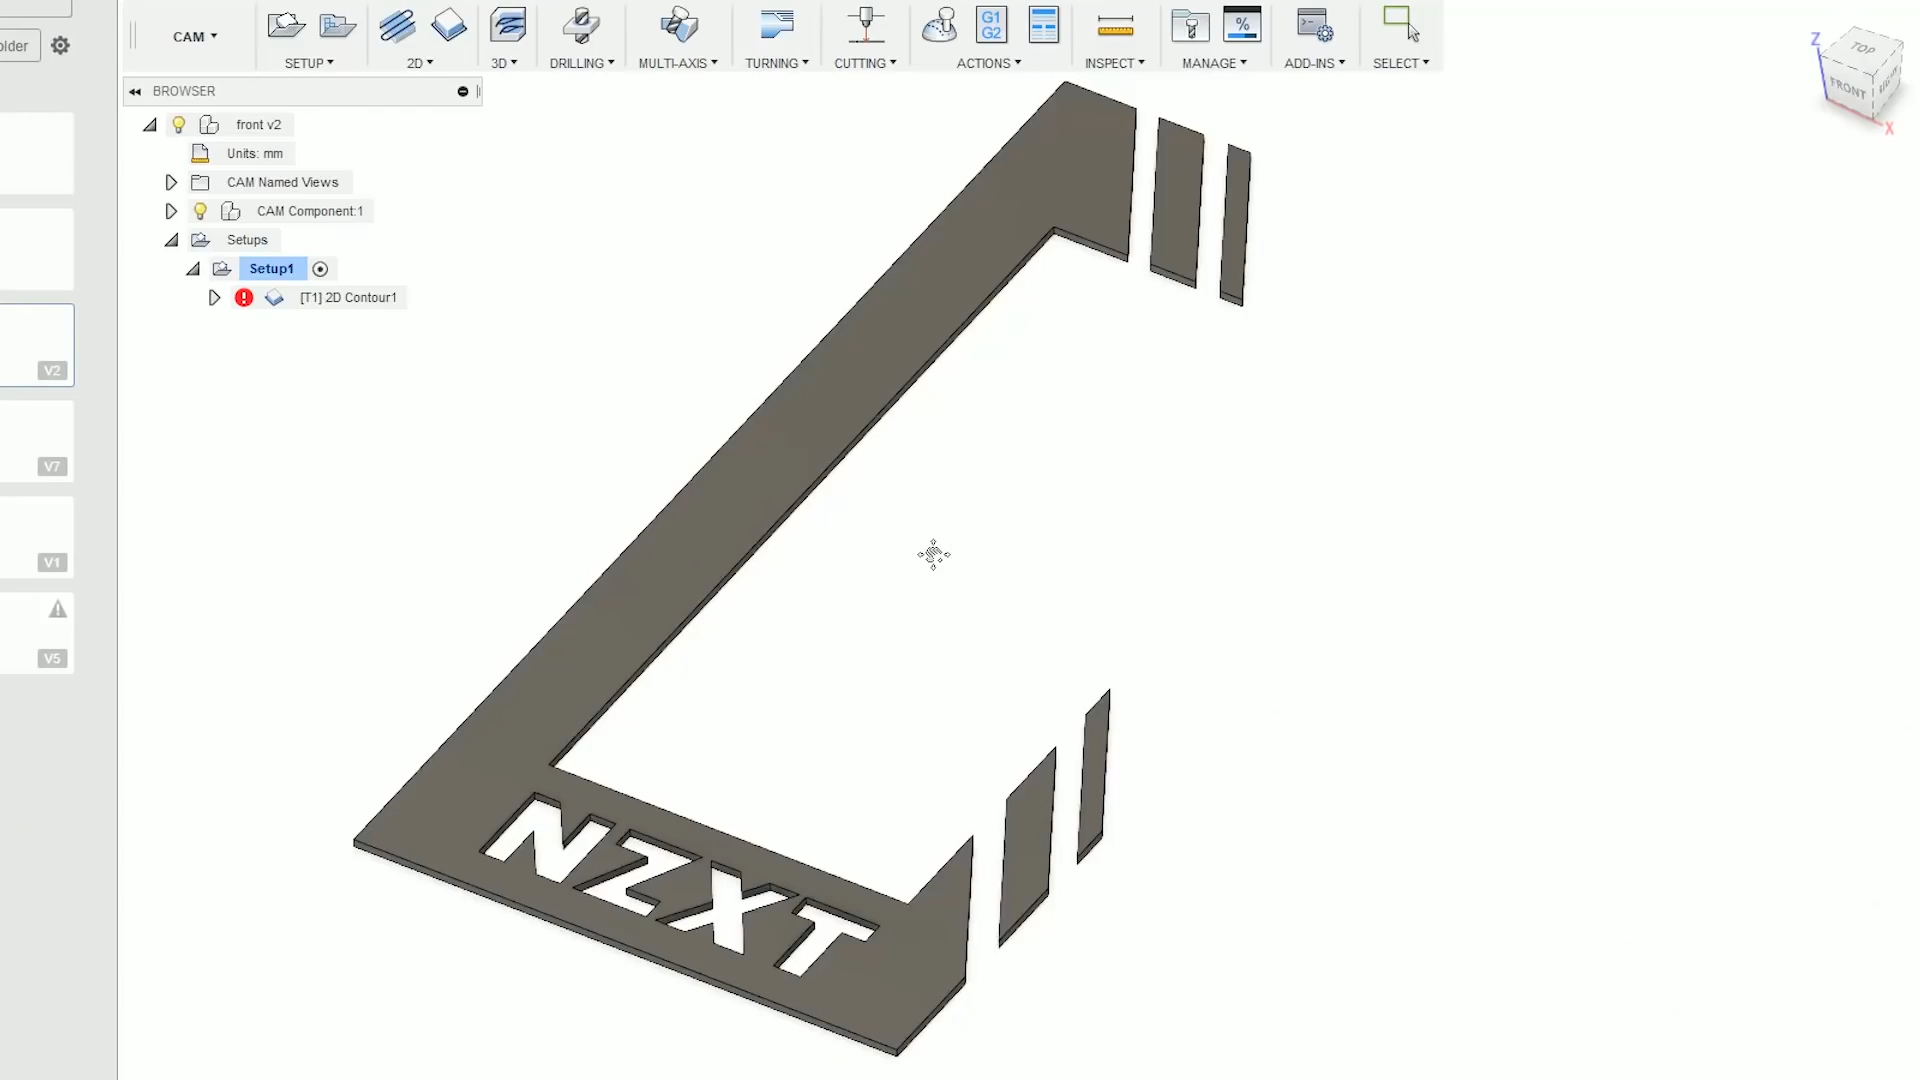 older
CAM
SETUP
2D
3D
DRILLING
MULTI-AXIS
TURNING
CUTTING
G1
G2
ACTIONS
INSPECT
%
MANAGE
ADD-INS
SELECT
Z
TOP
FRONT
RIGHT
X
BROWSER
front v2
Units: mm
CAM Named Views
CAM Component:1
Setups
Setup1
[T1] 2D Contour1
V2
V7
V1
V5
NZXT